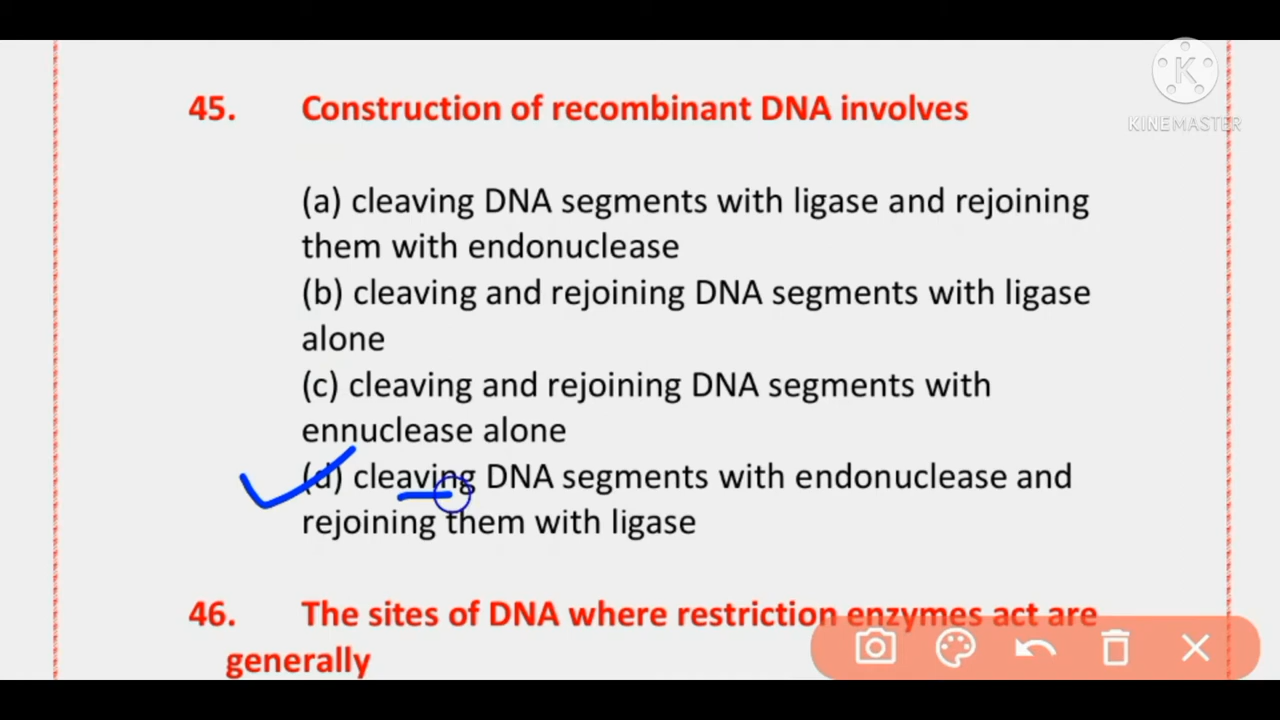 KINEMASTER
45. Construction of recombinant DNA involves
(a) cleaving DNA segments with ligase and rejoining
them with endonuclease
(b) cleaving and rejoining DNA segments with ligase
alone
(c) cleaving and rejoining DNA segments with
ennuclease alone
(d) cleaving DNA segments with endonuclease and
rejoining them with ligase
46. The sites of DNA where restriction enzymes act are
generally